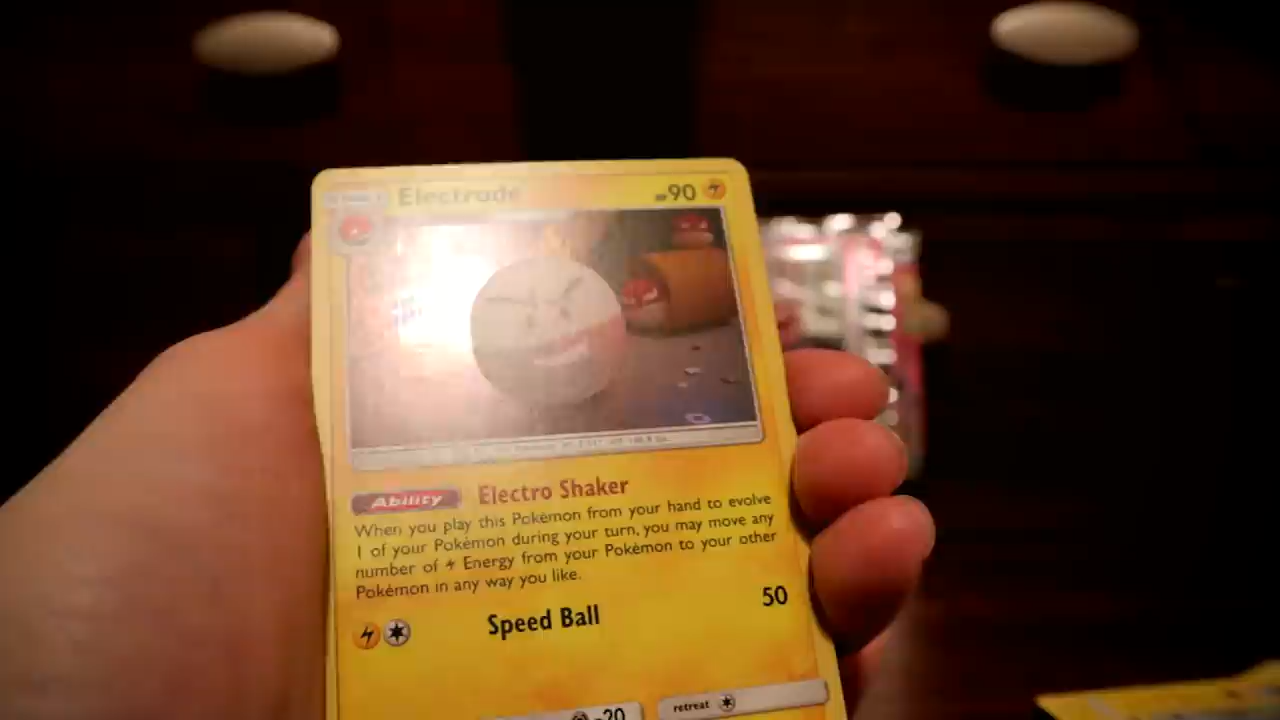 Electrode
HP90
Ability Electro Shaker
When you play this Pokémon from your hand to evolve
1 of your Pokémon during your turn, you may move any
number of Energy from your Pokémon to your other
Pokémon in any way you like.
Speed Ball 50
-20
retreat